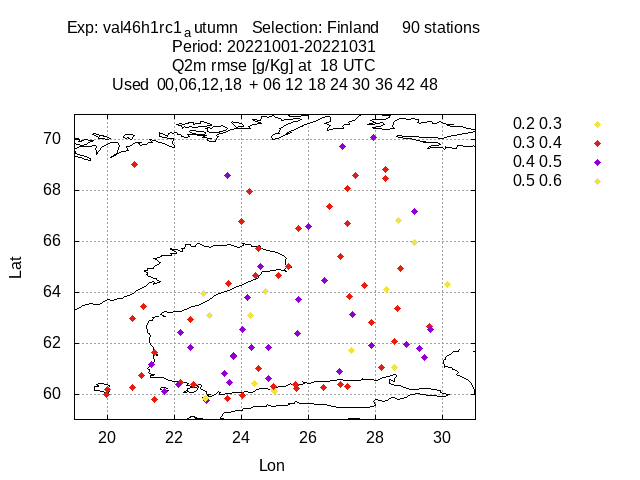 Exp: val46h1rc1autumn Selection: Finland 90 stations
Period: 20221001-20221031
Q2m rmse [g/Kg] at 18 UTC
Used 00,06,12,18 + 06 12 18 24 30 36 42 48
0.2 0.3
0.3 0.4
0.4 0.5
0.5 0.6
70
68
66
64
62
60
Lat
20 22 24 26 28 30
Lon